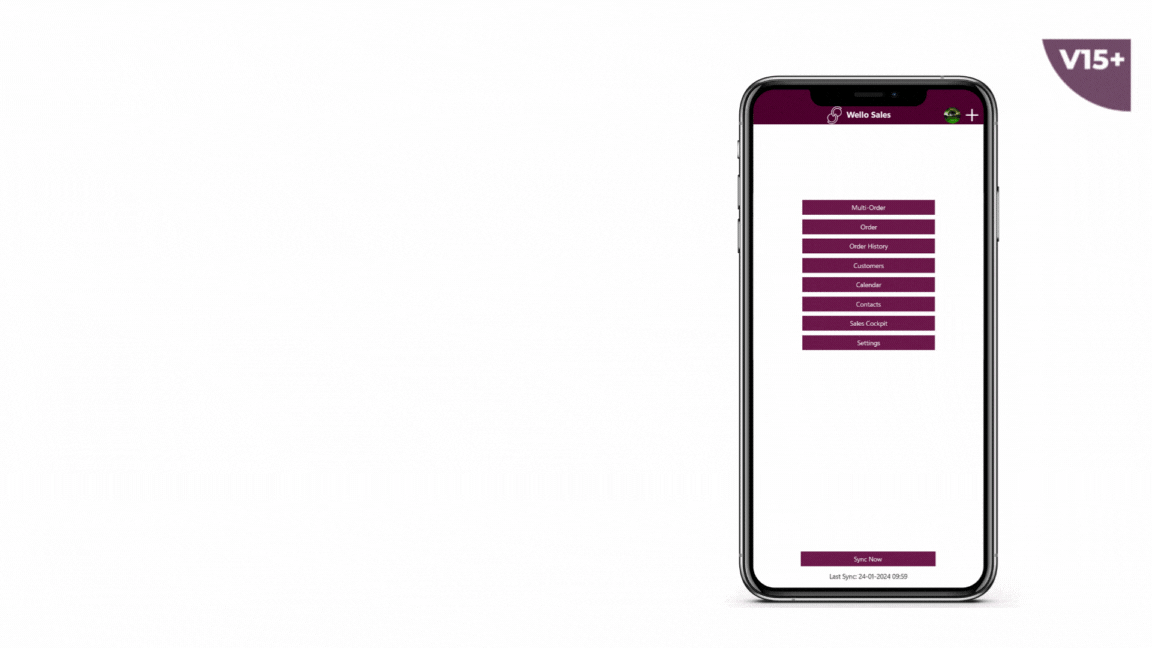 V15+
Wello Sales
Multi-Order
Order
Order History
Customers
Calendar
Contacts
Sales Cockpit
Settings
Sync Now
Last Sync: 24-01-2024 09:59